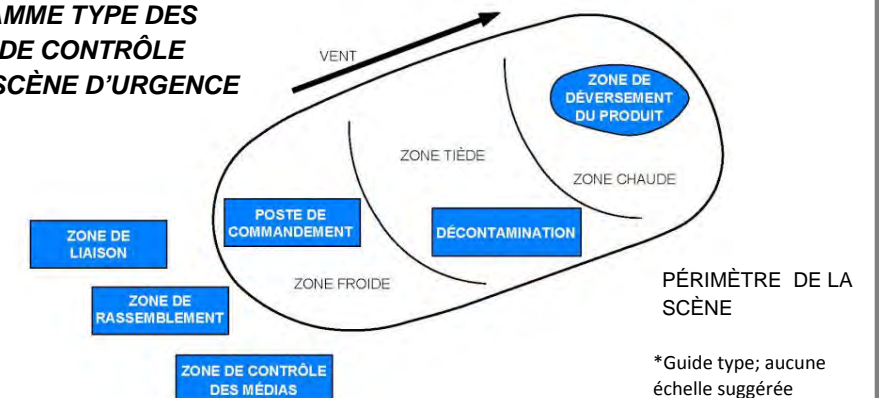 AMME TYPE DES
DE CONTRÔLE
SCÈNE D'URGENCE
VENT
ZONE DE
DÉVERSEMENT
DU PRODUIT
ZONE TIÈDE
ZONE CHAUDE
POSTE DE
COMMANDEMENT
DÉCONTAMINATION
ZONE DE
LIAISON
ZONE FROIDE
ZONE DE
RASSEMBLEMENT
PÉRIMÈTRE DE LA
SCÈNE
ZONE DE CONTRÔLE
DES MÉDIAS
*Guide type; aucune
échelle suggérée